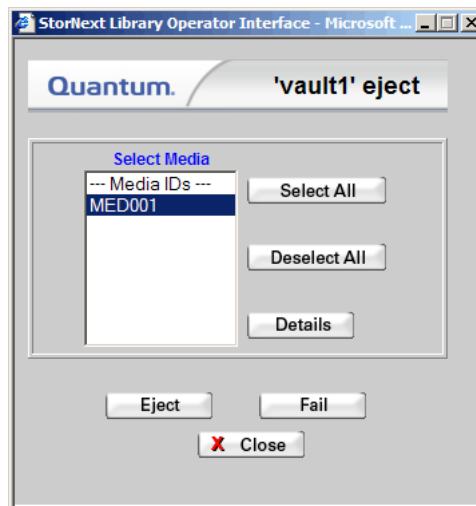 StorNext Library Operator Interface - Microsoft ...
Quantum.
'vault1' eject
Select Media
--- Media IDs ---
MED001
Select All
Deselect All
Details
Eject
Fail
X Close